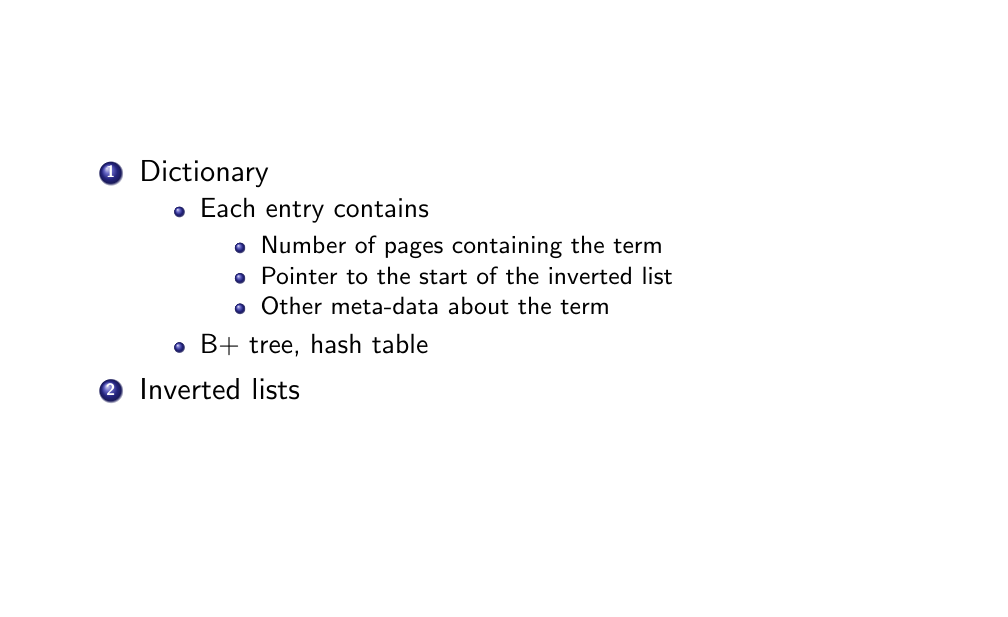 1 Dictionary
Each entry contains
Number of pages containing the term
Pointer to the start of the inverted list
Other meta-data about the term
B+ tree, hash table
2 Inverted lists